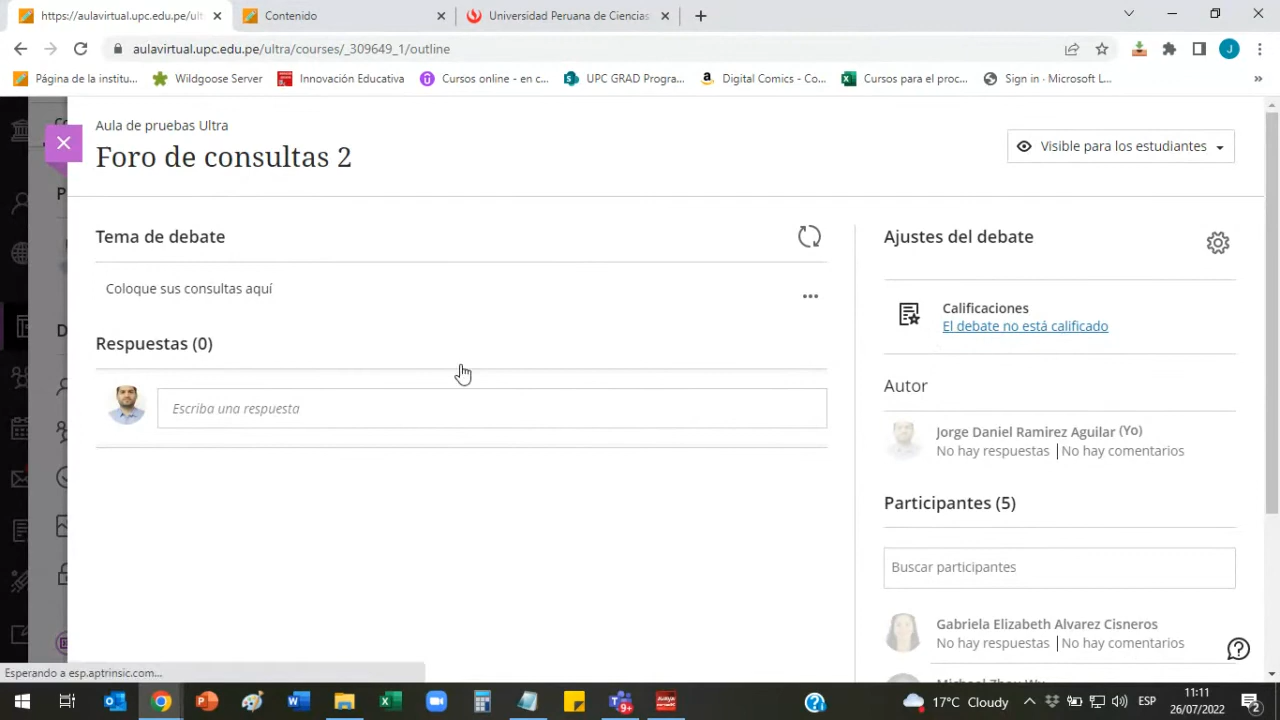 https://aulavirtual.upc.edu.pe/ult
Contenido
Universidad Peruana de Ciencias
aulavirtual.upc.edu.pe/ultra/courses/_309649_1/outline
J
Página de la institu...
Wildgoose Server
Innovación Educativa
Cursos online - en c...
UPC GRAD Progra...
Digital Comics - Co...
Cursos para el proc...
Sign in · Microsoft L...
»
Aula de pruebas Ultra
Foro de consultas 2
Visible para los estudiantes
Tema de debate
Coloque sus consultas aquí
Respuestas (0)
Escriba una respuesta
Ajustes del debate
Calificaciones
El debate no está calificado
Autor
Jorge Daniel Ramirez Aguilar (Yo)
No hay respuestas | No hay comentarios
Participantes (5)
Buscar participantes
Gabriela Elizabeth Alvarez Cisneros
No hay respuestas | No hay comentarios
Esperando a esp.aptrinsic.com...
17°C Cloudy
ESP
11:11
26/07/2022